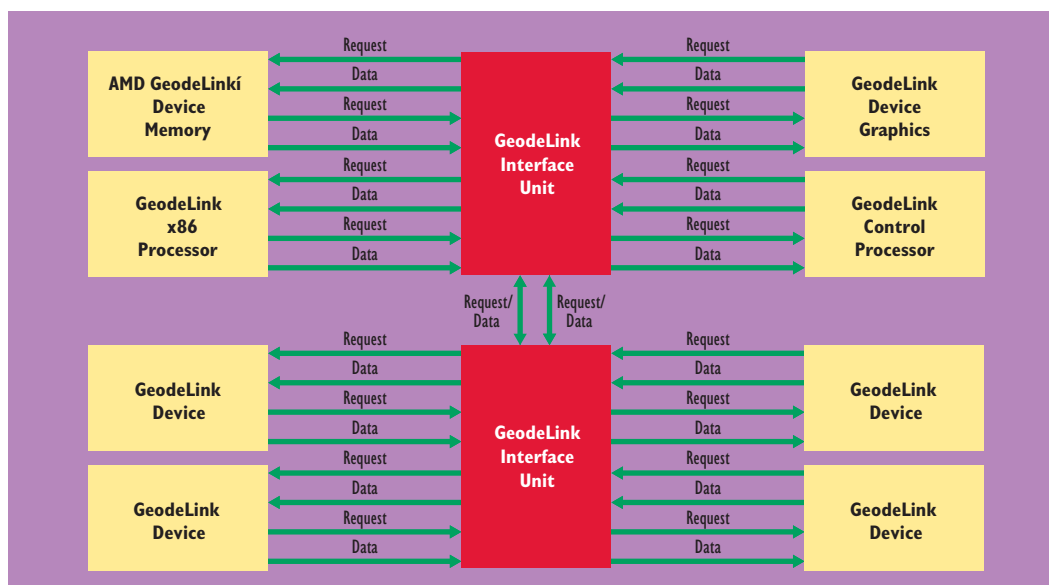 Request
Data
Request
Data
Request
Data
Request
Data
AMD GeodeLinkí
Device
Memory
GeodeLink
x86
Processor
GeodeLink
Interface
Unit
Request
Data
Request
Data
Request
Data
Request
Data
GeodeLink
Device
Graphics
GeodeLink
Control
Processor
Request/
Data
Request/
Data
Request
Data
Request
Data
Request
Data
Request
Data
GeodeLink
Device
GeodeLink
Device
GeodeLink
Interface
Unit
Request
Data
Request
Data
Request
Data
Request
Data
GeodeLink
Device
GeodeLink
Device